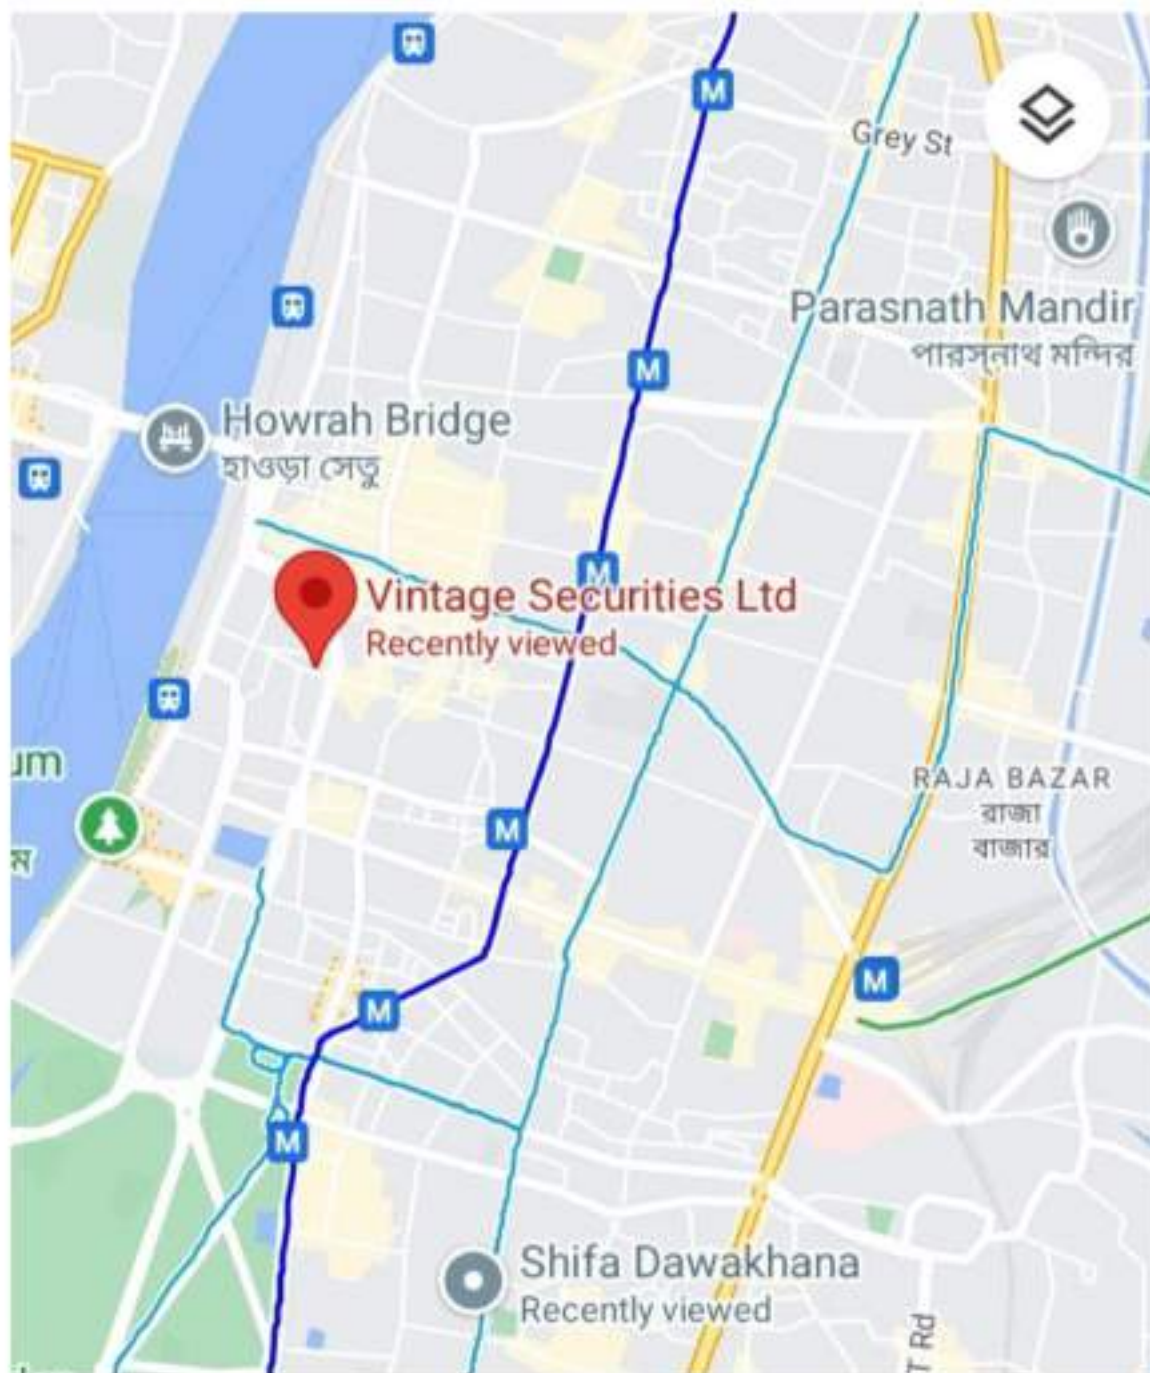 M
Grey St
Parasnath Mandir
পারস্নাথ মন্দির
M
Howrah Bridge
হাওড়া সেতু
M
Vintage Securities Ltd
Recently viewed
um
ম
RAJA BAZAR
রাজা
বাজার
M
M
M
M
Shifa Dawakhana
Recently viewed
T Rd